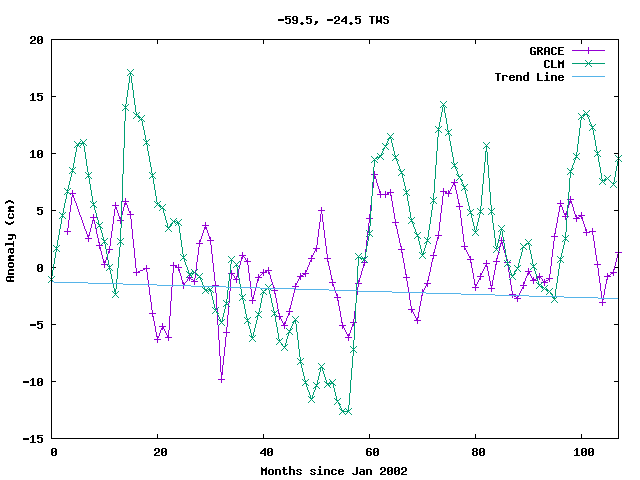 -59.5, -24.5 TWS
GRACE
CLM
Trend Line
20
15
10
5
0
-5
-10
-15
Anomaly (cm)
0 20 40 60 80 100
Months since Jan 2002